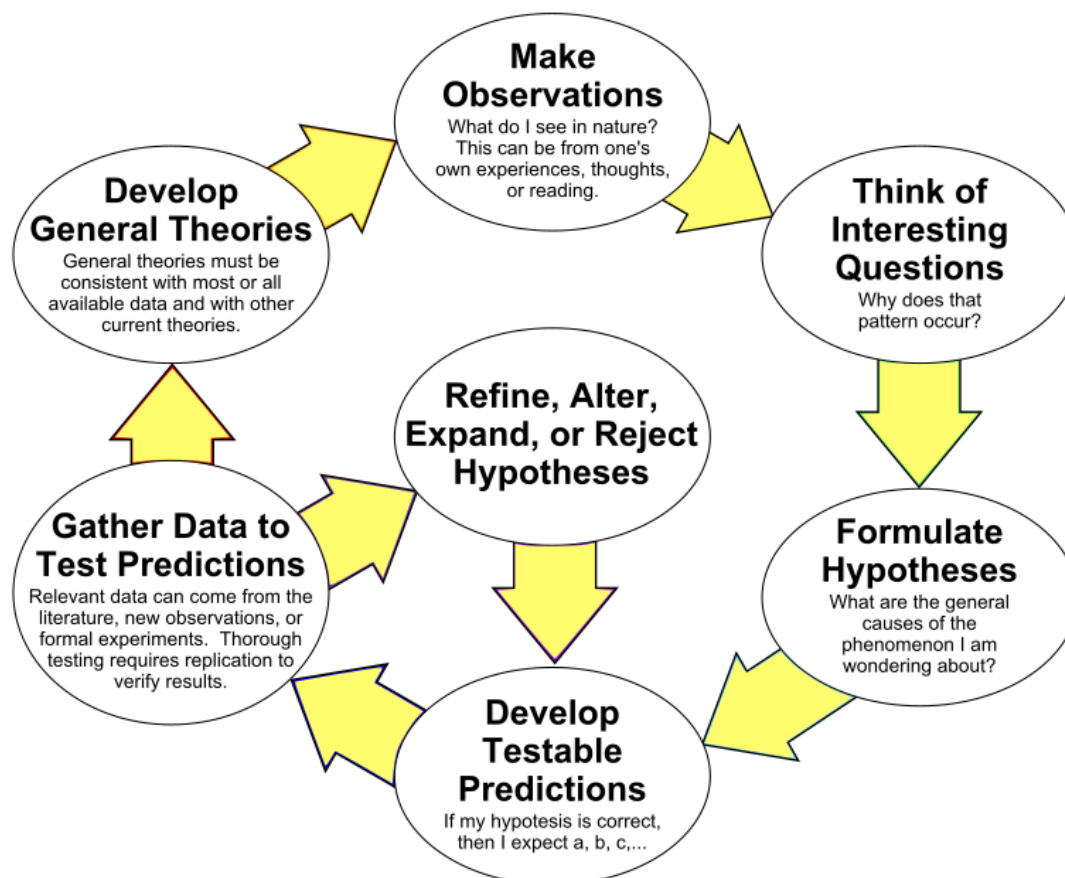 Make
Observations
What do I see in nature?
This can be from one's
own experiences, thoughts,
or reading.
Think of
Interesting
Questions
Why does that
pattern occur?
Formulate
Hypotheses
What are the general
causes of the
phenomenon I am
wondering about?
Develop
Testable
Predictions
If my hypotesis is correct,
then I expect a, b, c,...
Gather Data to
Test Predictions
Relevant data can come from the
literature, new observations, or
formal experiments.  Thorough
testing requires replication to
verify results.
Refine, Alter,
Expand, or Reject
Hypotheses
Develop
General Theories
General theories must be
consistent with most or all
available data and with other
current theories.